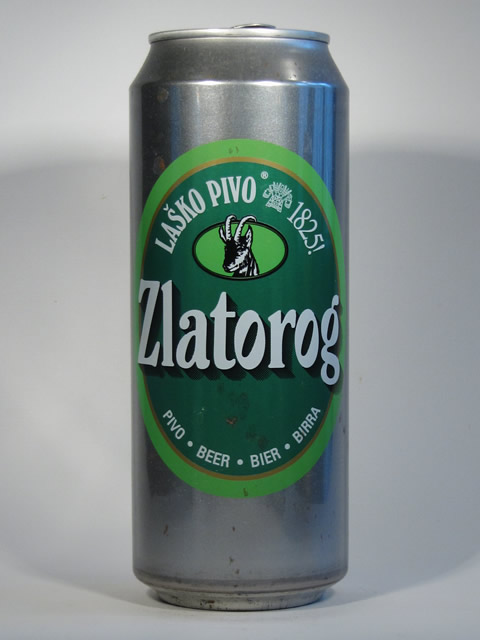 LAŠKO PIVO® 1825!
Zlatorog
PIVO • BEER • BIER • BIRRA